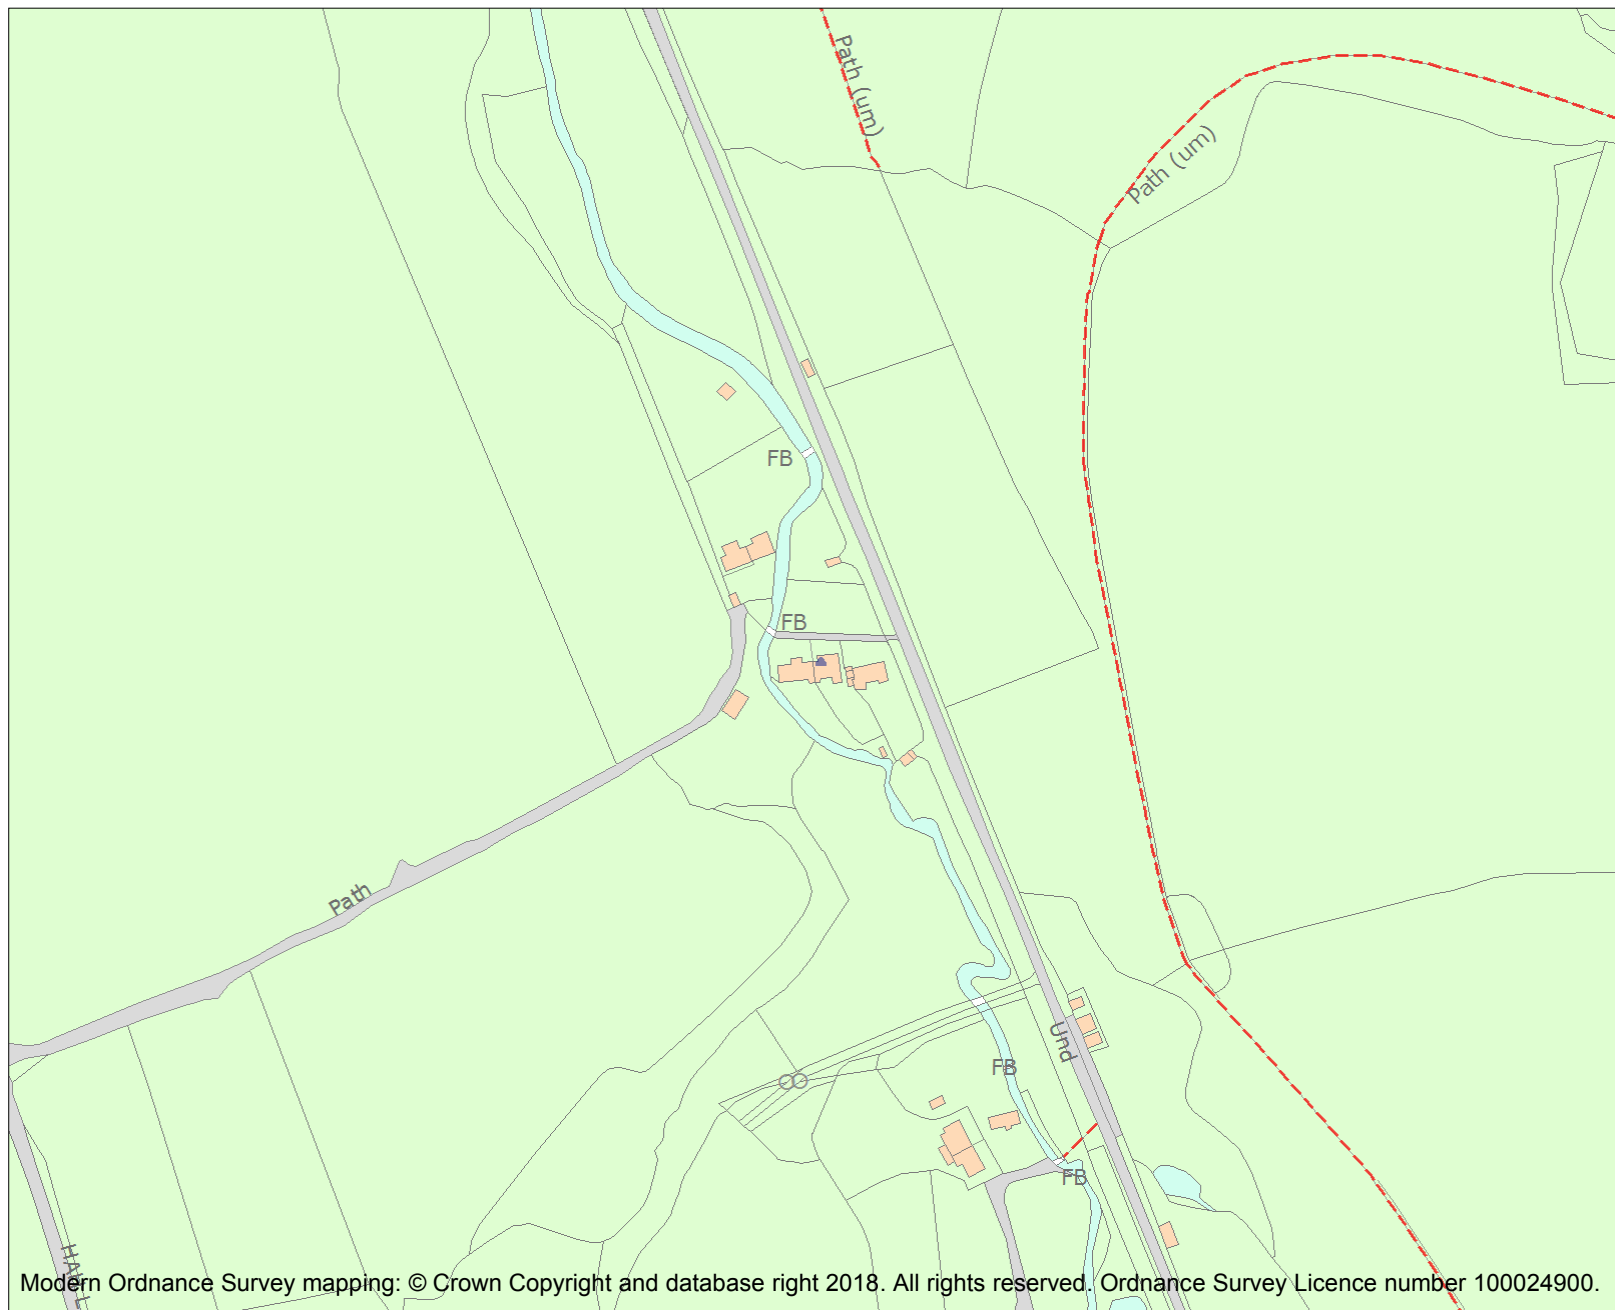 Path (um)
Path (um)
FB
FB
Path
Und
FB
FB
Modern Ordnance Survey mapping: © Crown Copyright and database right 2018. All rights reserved. Ordnance Survey Licence number 100024900.